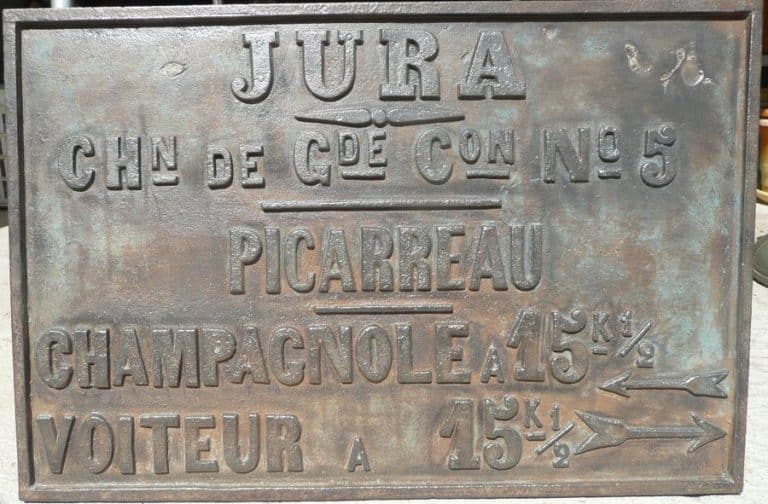 JURA
CHN DE GDE CON NO 5
PICARREAU
CHAMPAGNOLE A 15K 1/2
VOITEUR A 15K 1/2